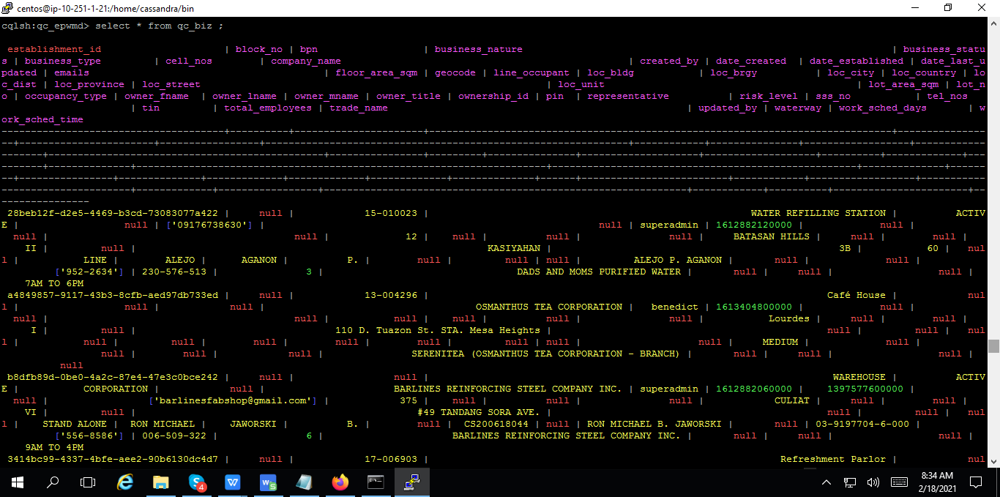 centos@ip-10-251-1-21:/home/cassandra/bin
cqlsh:qc_epwmd> select * from qc_biz ;
establishment_id | block_no | bpn | business_nature | business_statu
s | business_type | cell_nos | company_name | created_by | date_created | date_established | date_last_u
pdated | emails | floor_area_sqm | geocode | line_occupant | loc_bldg | loc_brgy | loc_city | loc_country | lo
c_dist | loc_province | loc_street | loc_unit | lot_area_sqm | lot_n
o | occupancy_type | owner_fname | owner_lname | owner_mname | owner_title | ownership_id | pin | representative | risk_level | sss_no | tel_nos
| tin | total_employees | trade_name | updated_by | waterway | work_sched_days | w
ork_sched_time
28beb12f-d2e5-4469-b3cd-73083077a422 | null | 15-010023 | WATER REFILLING STATION | ACTIV
E | null | ['09176738630'] | null | superadmin | 1612882120000 | null |
null | null | 12 | null | null | null | BATASAN HILLS | null | null |
II | null | KASIYAHAN | 3B | 60 | nul
l | LINE | ALEJO | AGANON | P. | null | null | null | ALEJO P. AGANON | null | null |
['952-2634'] | 230-576-513 | 3 | DADS AND MOMS PURIFIED WATER | null | null | null |
7AM TO 6PM
a4849857-9117-43b3-8cfb-aed97db733ed | null | 13-004296 | Café House | nul
l | null | null | OSMANTHUS TEA CORPORATION | benedict | 1613404800000 | null |
null | null | null | null | null | null | Lourdes | null | null |
I | null | 110 D. Tuazon St. STA. Mesa Heights | null | null | nul
l | null | null | null | null | null | null | null | null | MEDIUM | null |
null | null | null | SERENITEA (OSMANTHUS TEA CORPORATION - BRANCH) | null | null | null |
null
b8dfb89d-0be0-4a2c-87e4-47e3c0bce242 | null | null | WAREHOUSE | ACTIV
E | CORPORATION | null | BARLINES REINFORCING STEEL COMPANY INC. | superadmin | 1612882060000 | 1397577600000 |
null | ['barlinesfabshop@gmail.com'] | 375 | null | null | null | CULIAT | null | null |
VI | null | #49 TANDANG SORA AVE. | null | null | nul
l | STAND ALONE | RON MICHAEL | JAWORSKI | B. | null | CS200618044 | null | RON MICHAEL B. JAWORSKI | null | 03-9197704-6-000 |
['556-8586'] | 006-509-322 | 6 | BARLINES REINFORCING STEEL COMPANY INC. | null | null | null |
9AM TO 4PM
3414bc99-4337-4bfe-aee2-90b6130dc4d7 | null | 17-006903 | Refreshment Parlor | nul
4
8:34 AM
2/18/2021